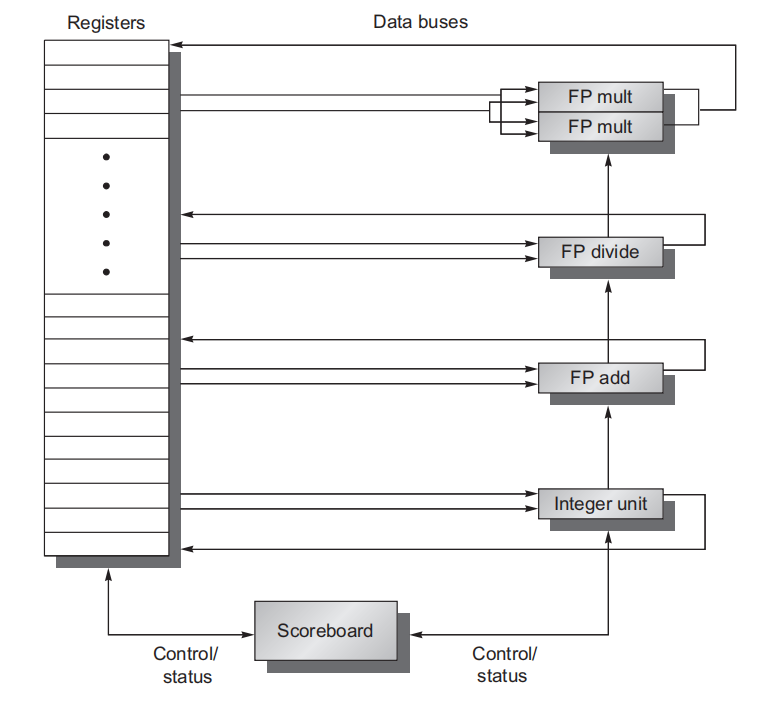 Registers
Data buses
FP mult
FP mult
FP divide
FP add
Integer unit
Scoreboard
Control/
status
Control/
status